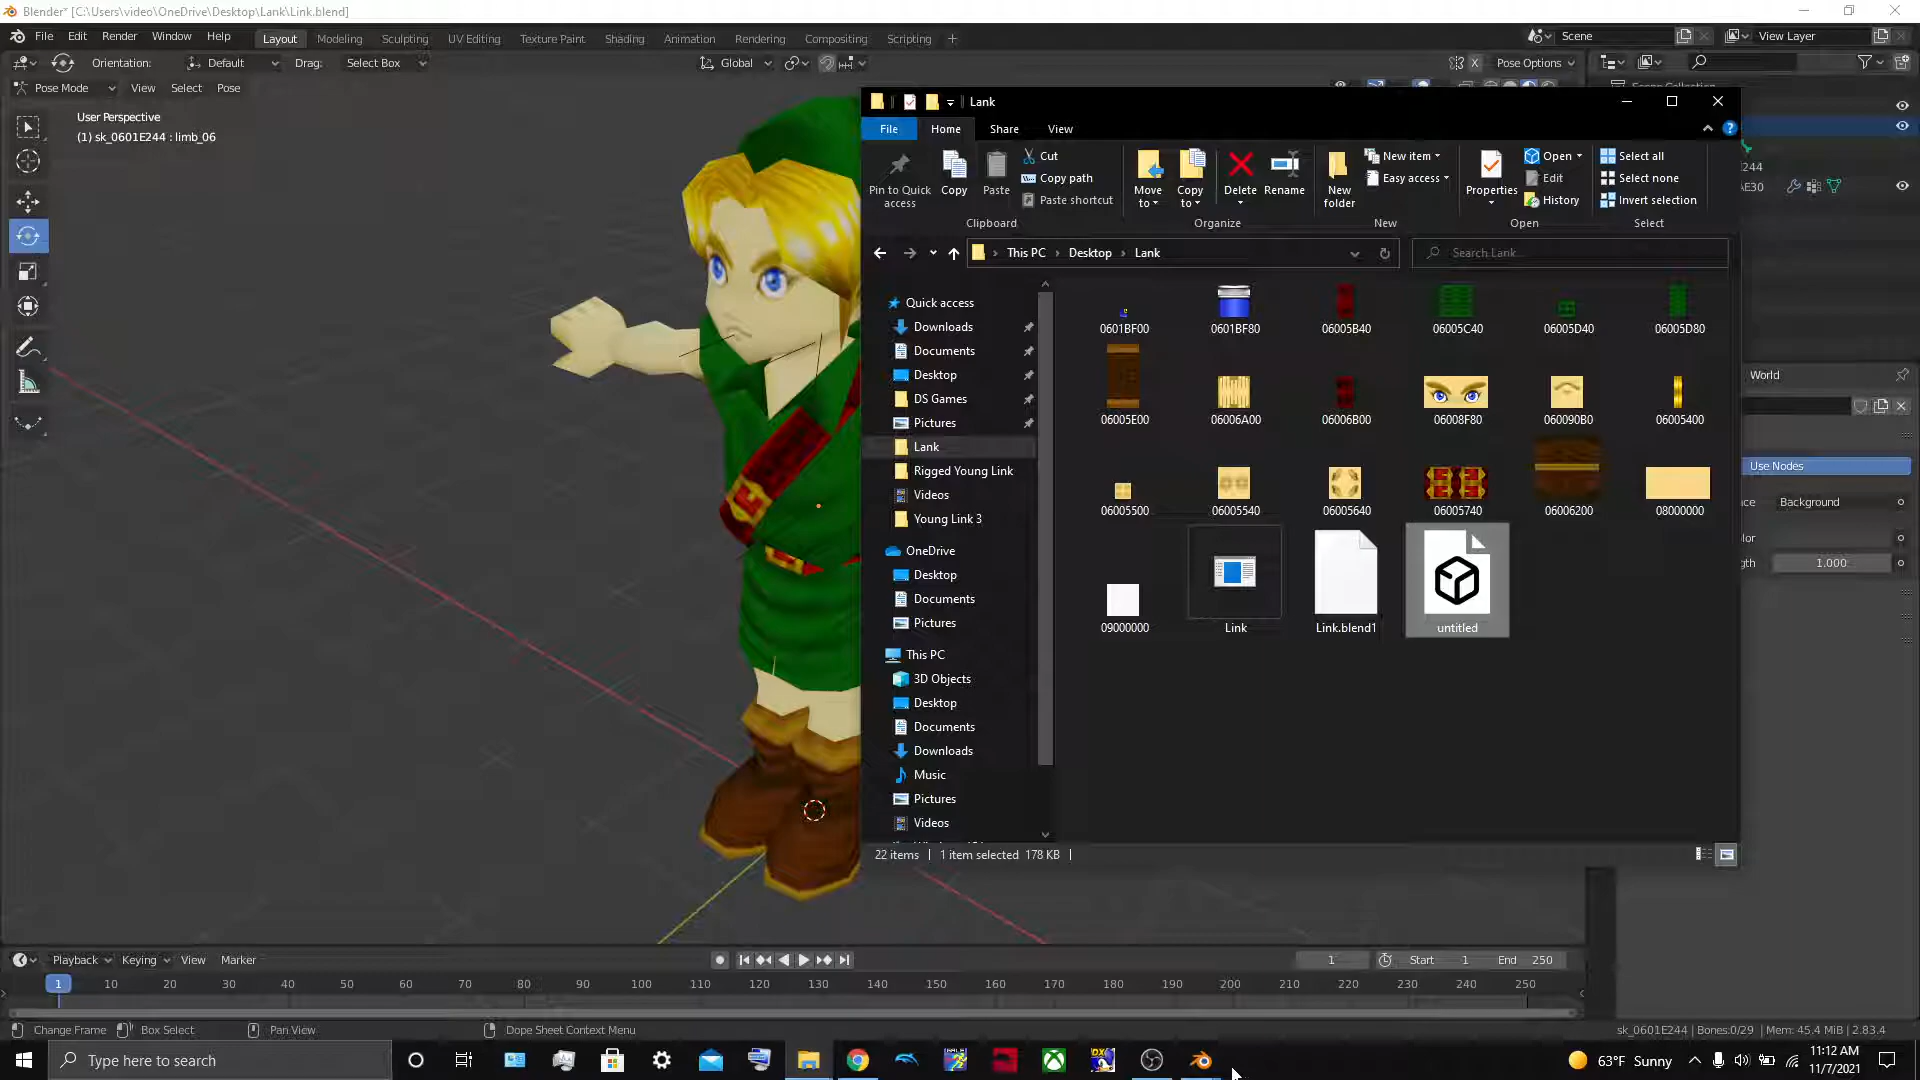 Blender* [C:\Users\video\OneDrive\Desktop\Lank\Link.blend]
File Edit Render Window Help Layout Modeling Sculpting UV Editing Texture Paint Shading Animation Rendering Compositing Scripting Scene View Layer
Orientation: Default Drag: Select Box Global X Pose Options
Pose Mode View Select Pose
User Perspective
(1) sk_0601E244 : limb_06
Lank
File Home Share View
Pin to Quick access
Copy
Paste
Cut
Copy path
Paste shortcut
Clipboard
Move to
Copy to
Delete
Rename
Organize
New folder
New item
Easy access
New
Properties
Open
Edit
History
Open
Select all
Select none
Invert selection
Select
This PC > Desktop > Lank
Search Lank
Quick access
Downloads
Documents
Desktop
DS Games
Pictures
Lank
Rigged Young Link
Videos
Young Link 3
OneDrive
Desktop
Documents
Pictures
This PC
3D Objects
Desktop
Documents
Downloads
Music
Pictures
Videos
0601BF00 0601BF80 06005B40 06005C40 06005D40 06005D80
06005E00 06006A00 06006B00 06008F80 060090B0 06005400
06005500 06005540 06005640 06005740 06006200 08000000
09000000 Link Link.blend1 untitled
22 items 1 item selected 178 KB
World
Use Nodes
Background
1.000
Playback Keying View Marker 1 Start 1 End 250
1 10 20 30 40 50 60 70 80 90 100 110 120 130 140 150 160 170 180 190 200 210 220 230 240 250
Change Frame Box Select Pan View Dope Sheet Context Menu sk_0601E244 | Bones:0/29 | Mem: 45.4 MiB | 2.83.4
Type here to search
63°F Sunny
11:12 AM
11/7/2021